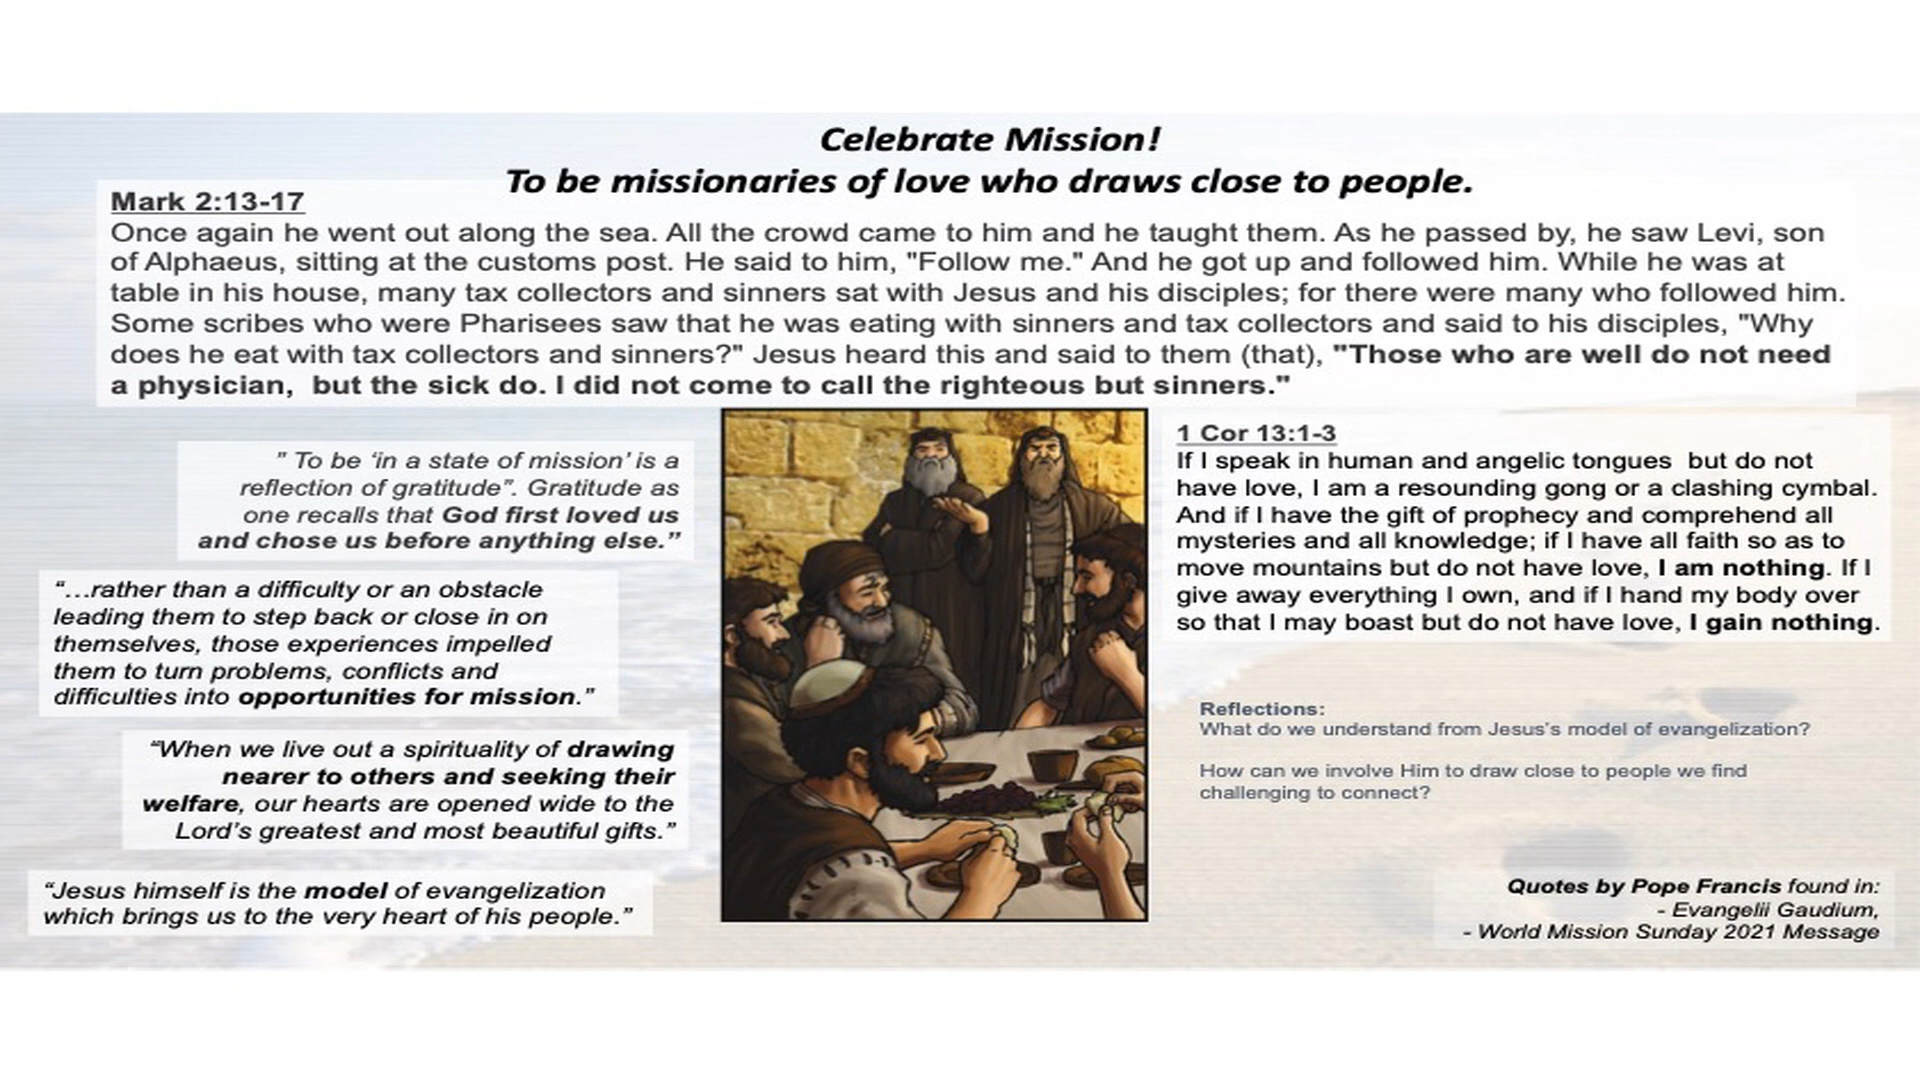 Celebrate Mission!
To be missionaries of love who draws close to people.
Mark 2:13-17
Once again he went out along the sea. All the crowd came to him and he taught them. As he passed by, he saw Levi, son
of Alphaeus, sitting at the customs post. He said to him, "Follow me." And he got up and followed him. While he was at
table in his house, many tax collectors and sinners sat with Jesus and his disciples; for there were many who followed him.
Some scribes who were Pharisees saw that he was eating with sinners and tax collectors and said to his disciples, "Why
does he eat with tax collectors and sinners?" Jesus heard this and said to them (that), "Those who are well do not need
a physician,  but the sick do. I did not come to call the righteous but sinners."
” To be ‘in a state of mission’ is a
reflection of gratitude”. Gratitude as
one recalls that God first loved us
and chose us before anything else.”
“…rather than a difficulty or an obstacle
leading them to step back or close in on
themselves, those experiences impelled
them to turn problems, conflicts and
difficulties into opportunities for mission.”
“When we live out a spirituality of drawing
nearer to others and seeking their
welfare, our hearts are opened wide to the
Lord’s greatest and most beautiful gifts.”
“Jesus himself is the model of evangelization
which brings us to the very heart of his people.”
1 Cor 13:1-3
If I speak in human and angelic tongues  but do not
have love, I am a resounding gong or a clashing cymbal.
And if I have the gift of prophecy and comprehend all
mysteries and all knowledge; if I have all faith so as to
move mountains but do not have love, I am nothing. If I
give away everything I own, and if I hand my body over
so that I may boast but do not have love, I gain nothing.
Reflections:
What do we understand from Jesus’s model of evangelization?
How can we involve Him to draw close to people we find
challenging to connect?
Quotes by Pope Francis found in:
- Evangelii Gaudium,
- World Mission Sunday 2021 Message